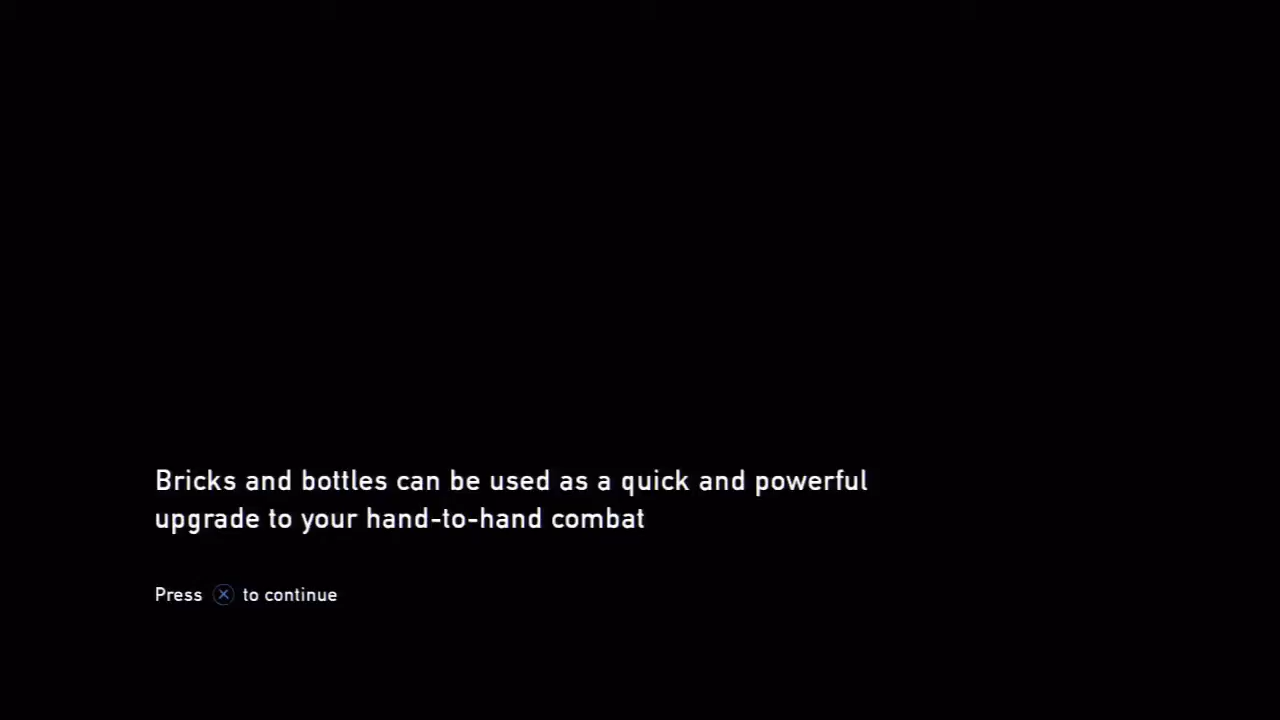 Bricks and bottles can be used as a quick and powerful
upgrade to your hand-to-hand combat
Press ⓧ to continue